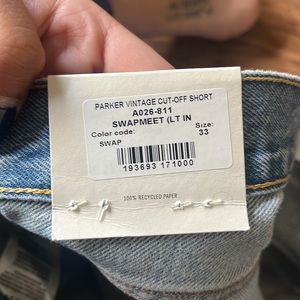 PARKER VINTAGE CUT-OFF SHORT
A026-811
SWAPMEET (LT IN
Color code: Size:
SWAP 33
193693 171000
100% RECYCLED PAPER